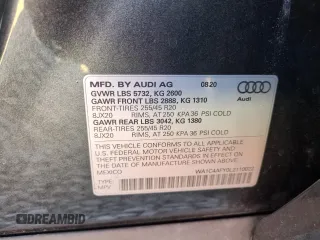 MFD. BY AUDI AG 08.20
GVWR LBS 5732, KG 2600
GAWR FRONT LBS 2888, KG 1310
FRONT-TIRES 255/45 R20
8JX20 RIMS, AT 250 KPA 36 PSI COLD
GAWR REAR LBS 3042, KG 1380
REAR-TIRES 255/45 R20
8JX20 RIMS, AT 250 KPA 36 PSI COLD
Audi
THIS VEHICLE CONFORMS TO ALL APPLICABLE
FEDERAL MOTOR VEHICLE SAFETY
STANDARDS IN EFFECT ON THE DATE OF
MANUFACTURE SHOWN ABOVE.
MEXICO
TYPE: M.P.V.
DREAMBID